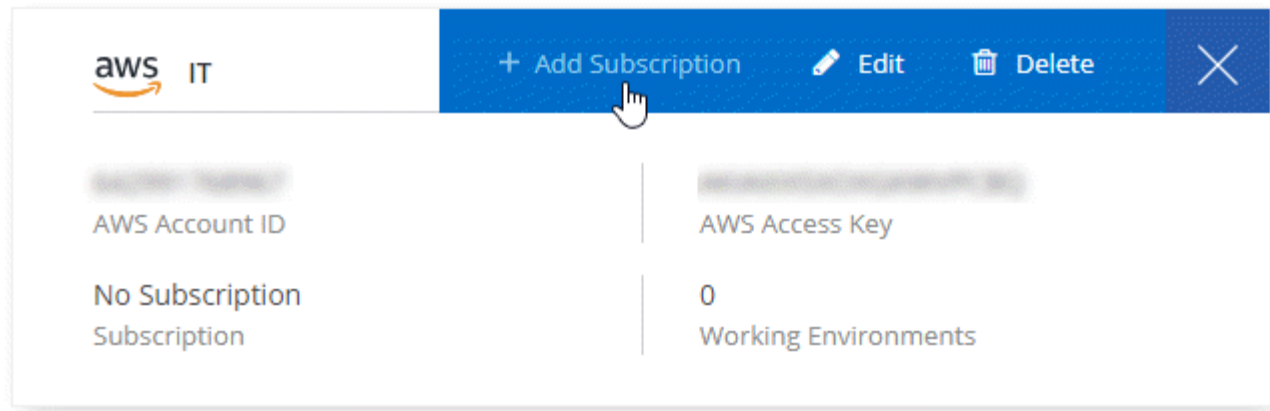 aws IT
+ Add Subscription Edit Delete
AWS Account ID
AWS Access Key
No Subscription
Subscription
0
Working Environments